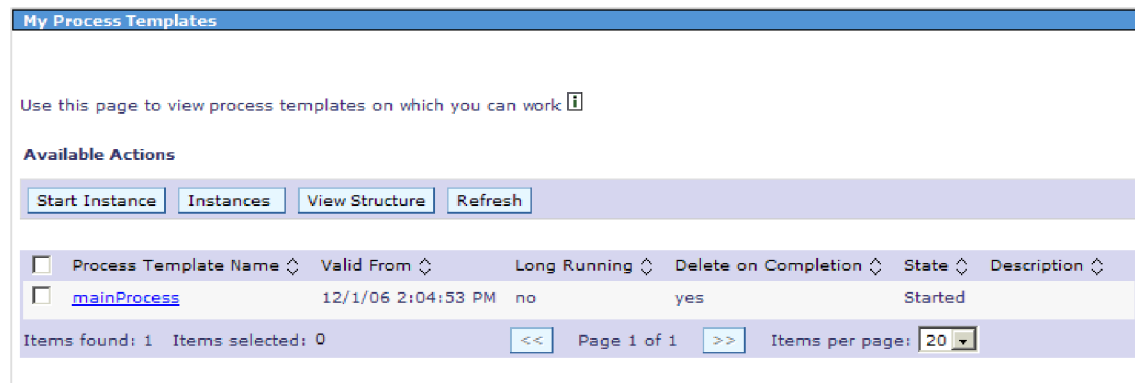 My Process Templates
Use this page to view process templates on which you can work i
Available Actions
Start Instance Instances View Structure Refresh
Process Template Name Valid From Long Running Delete on Completion State Description
mainProcess 12/1/06 2:04:53 PM no yes Started
Items found: 1 Items selected: 0 << Page 1 of 1 >> Items per page: 20